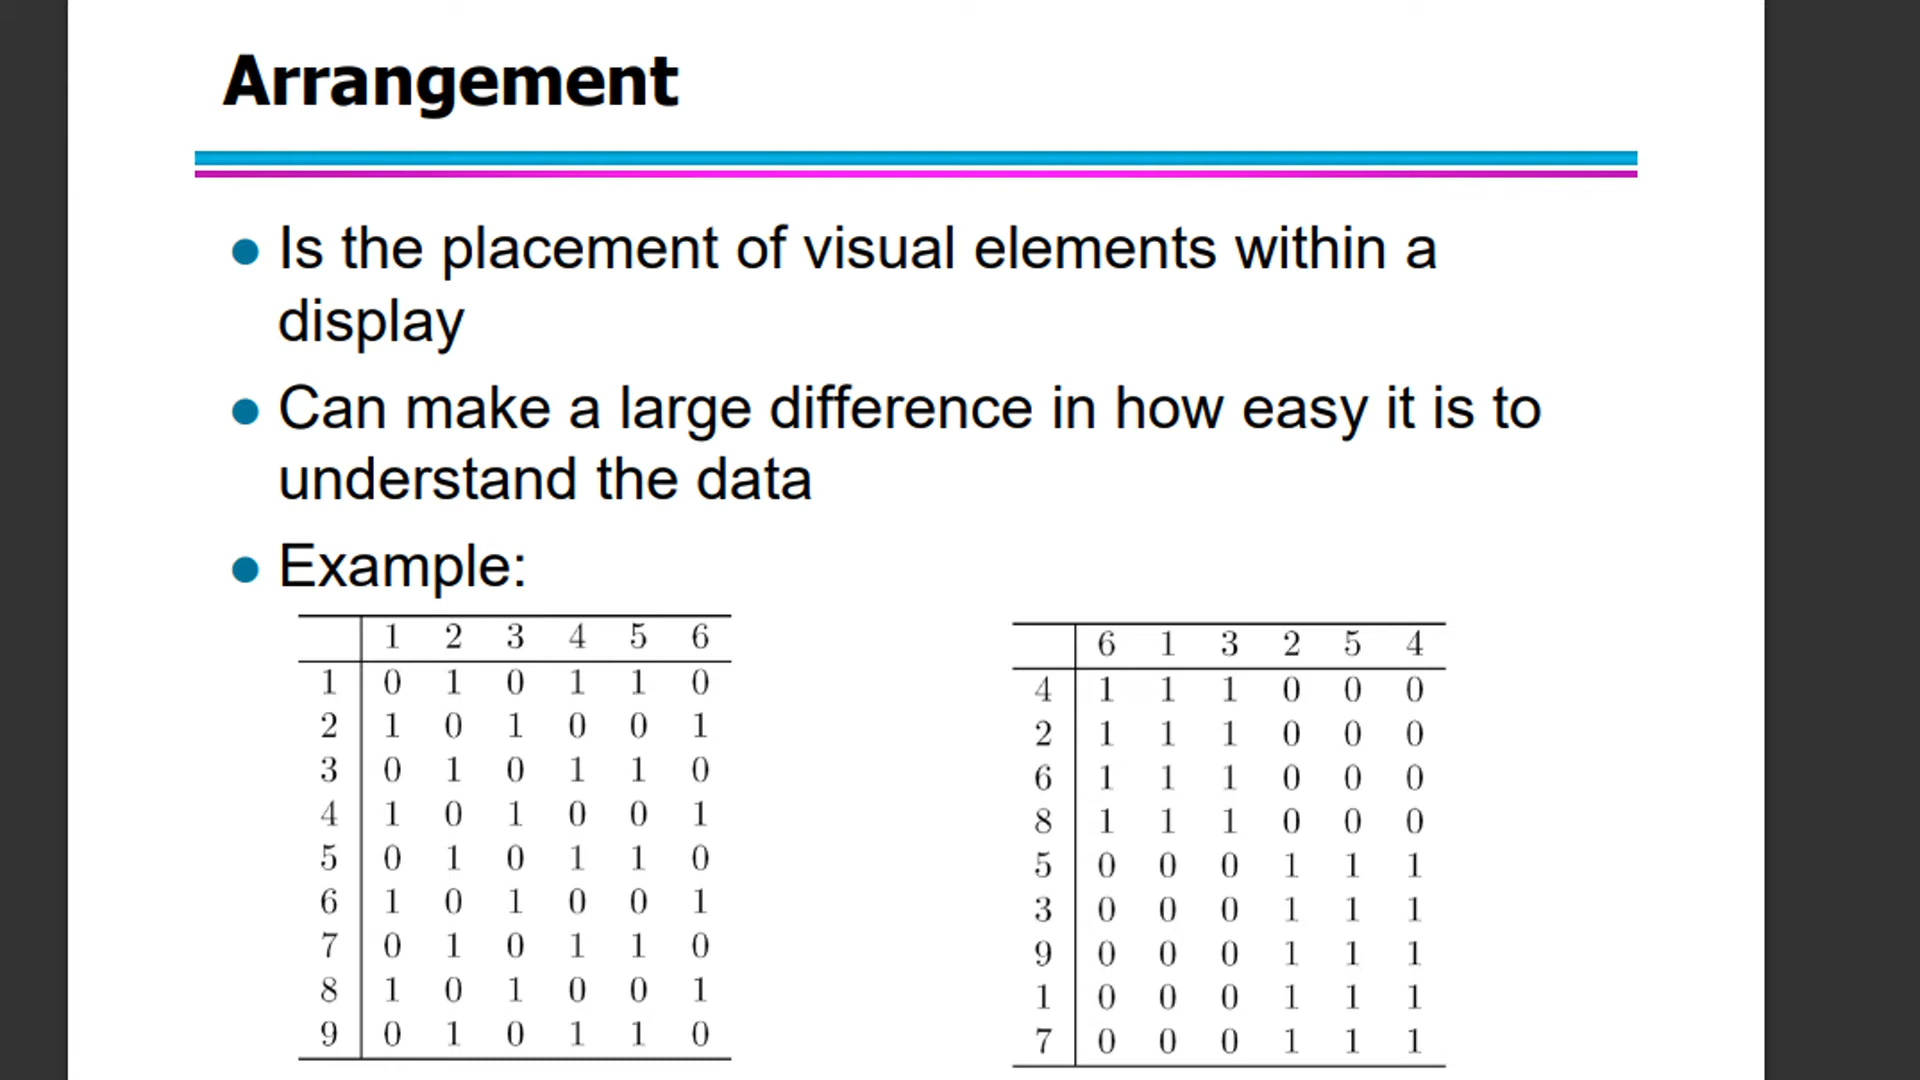 Arrangement
● Is the placement of visual elements within a
display
● Can make a large difference in how easy it is to
understand the data
● Example:
1 2 3 4 5 6
1 0 1 0 1 1 0
2 1 0 1 0 0 1
3 0 1 0 1 1 0
4 1 0 1 0 0 1
5 0 1 0 1 1 0
6 1 0 1 0 0 1
7 0 1 0 1 1 0
8 1 0 1 0 0 1
9 0 1 0 1 1 0
6 1 3 2 5 4
4 1 1 1 0 0 0
2 1 1 1 0 0 0
6 1 1 1 0 0 0
8 1 1 1 0 0 0
5 0 0 0 1 1 1
3 0 0 0 1 1 1
9 0 0 0 1 1 1
1 0 0 0 1 1 1
7 0 0 0 1 1 1